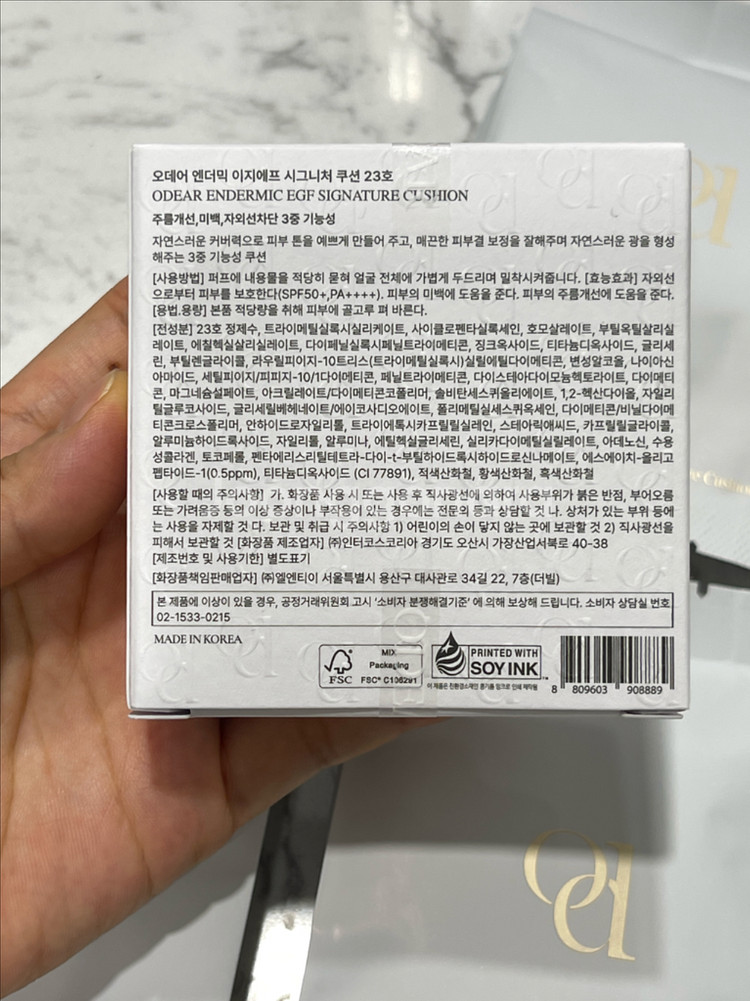 오데어 엔더믹 이지에프 시그니처 쿠션 23호
ODEAR ENDERMIC EGF SIGNATURE CUSHION
주름개선,미백,자외선차단 3중 기능성
자연스러운 커버력으로 피부 톤을 예쁘게 만들어 주고, 매끈한 피부결 보정을 잘해주며 자연스러운 광을 형성
해주는 3중 기능성 쿠션
[사용방법] 퍼프에 내용물을 적당히 묻혀 얼굴 전체에 가볍게 두드리며 밀착시켜줍니다. [효능효과] 자외선
으로부터 피부를 보호한다(SPF50+,PA++++). 피부의 미백에 도움을 준다. 피부의 주름개선에 도움을 준다.
[용법.용량] 본품 적당량을 취해 피부에 골고루 펴 바른다.
[전성분] 23호 정제수, 트라이메틸실록시실리케이트, 사이클로펜타실록세인, 호모살레이트, 부틸옥틸살리실
레이트, 에칠헥실살리실레이트, 다이페닐실록시페닐트라이메티콘, 징크옥사이드, 티타늄디옥사이드, 글리세
린, 부틸렌글라이콜, 라우릴피이지-10트리스(트라이메틸실록시)실릴에틸다이메티콘, 변성알코올, 나이아신
아마이드, 세틸피이지/피피지-10/1다이메티콘, 페닐트라이메티콘, 다이스테아다이모늄헥토라이트, 다이메티
콘, 마그네슘설페이트, 아크릴레이트/다이메티콘코폴리머, 솔비탄세스퀴올리에이트, 1,2-헥산다이올, 자일리
틸글루코사이드, 글리세릴베헤네이트/에이코사디오에이트, 폴리메틸실세스퀴옥세인, 다이메티콘/비닐다이메
티콘크로스폴리머, 안하이드로자일리톨, 트라이에톡시카프릴릴실레인, 스테아릭애씨드, 카프릴릴글라이콜,
알루미늄하이드록사이드, 자일리톨, 알루미나, 에틸헥실글리세린, 실리카다이메틸실릴레이트, 아데노신, 수용
성콜라겐, 토코페롤, 펜타에리스리틸테트라-다이-t-부틸하이드록시하이드로신나메이트, 에스에이치-올리고
펩타이드-1(0.5ppm), 티타늄디옥사이드 (CI 77891), 적색산화철, 황색산화철, 흑색산화철
[사용할 때의 주의사항] 가. 화장품 사용 시 또는 사용 후 직사광선에 의하여 사용부위가 붉은 반점, 부어오름
또는 가려움증 등의 이상 증상이나 부작용이 있는 경우에는 전문의 등과 상담할 것 나. 상처가 있는 부위 등에
는 사용을 자제할 것 다. 보관 및 취급 시 주의사항 1) 어린이의 손이 닿지 않는 곳에 보관할 것 2) 직사광선을
피해서 보관할 것 [화장품 제조업자] ㈜인터코스코리아 경기도 오산시 가장산업서북로 40-38
[제조번호 및 사용기한] 별도표기
[화장품책임판매업자] ㈜엘엔티이 서울특별시 용산구 대사관로 34길 22, 7층(더빌)
본 제품에 이상이 있을 경우, 공정거래위원회 고시 '소비자 분쟁해결기준' 에 의해 보상해 드립니다. 소비자 상담실 번호
02-1533-0215
MADE IN KOREA
FSC
MIX
Packaging
FSC® C106291
PRINTED WITH
SOY INK™
이 제품은 친환경소재인 콩기름 잉크로 인쇄 제작됨
8 809603 908889